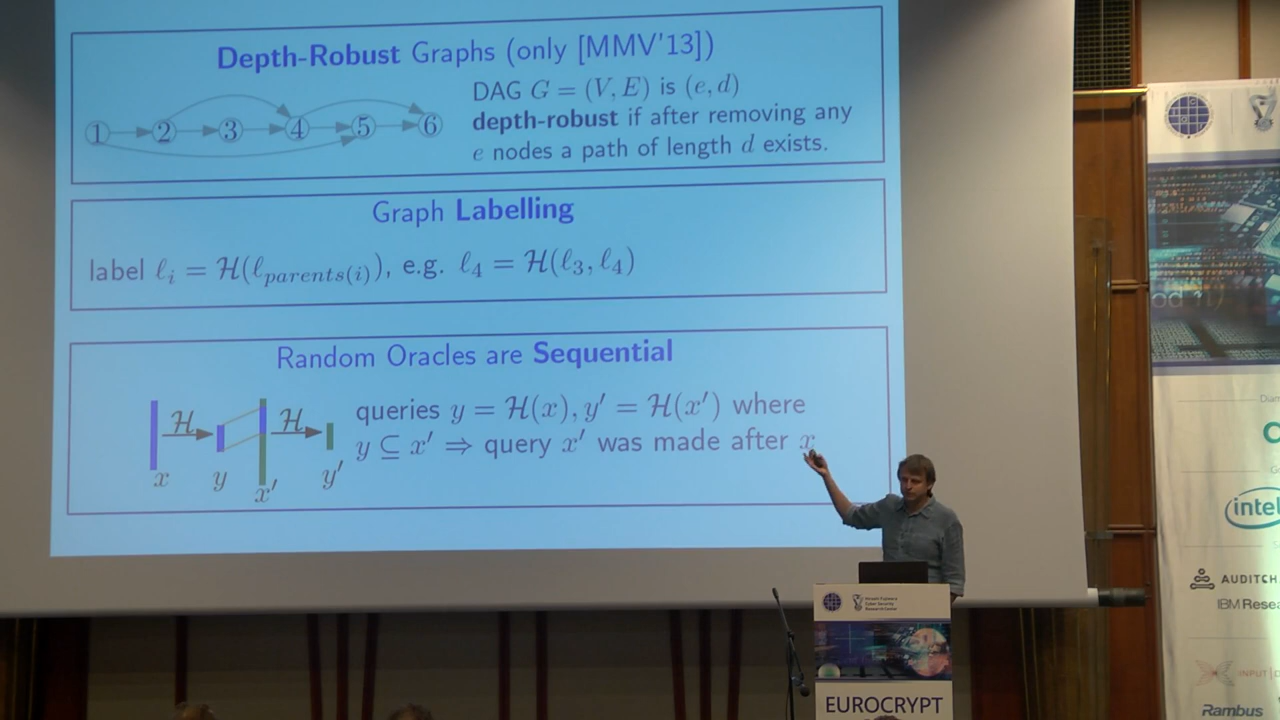 Depth-Robust Graphs (only [MMV'13])
1 2 3 4 5 6
DAG G = (V, E) is (e, d)
depth-robust if after removing any
e nodes a path of length d exists.
Graph Labelling
label ℓ_i = H(ℓ_parents(i)), e.g. ℓ_4 = H(ℓ_3, ℓ_4)
Random Oracles are Sequential
H H
x y x' y'
queries y = H(x), y' = H(x') where
y ⊆ x' ⇒ query x' was made after x
EUROCRYPT
intel
AUDITCH
IBM Resea
INPUT
Rambus